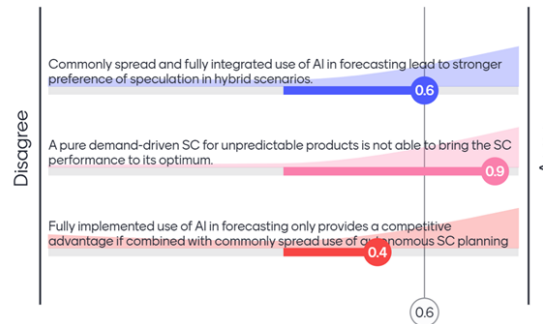 Disagree
Commonly spread and fully integrated use of AI in forecasting lead to stronger
preference of speculation in hybrid scenarios.
0.6
A pure demand-driven SC for unpredictable products is not able to bring the SC
performance to its optimum.
0.9
Fully implemented use of AI in forecasting only provides a competitive
advantage if combined with commonly spread use of autonomous SC planning
0.4
0.6